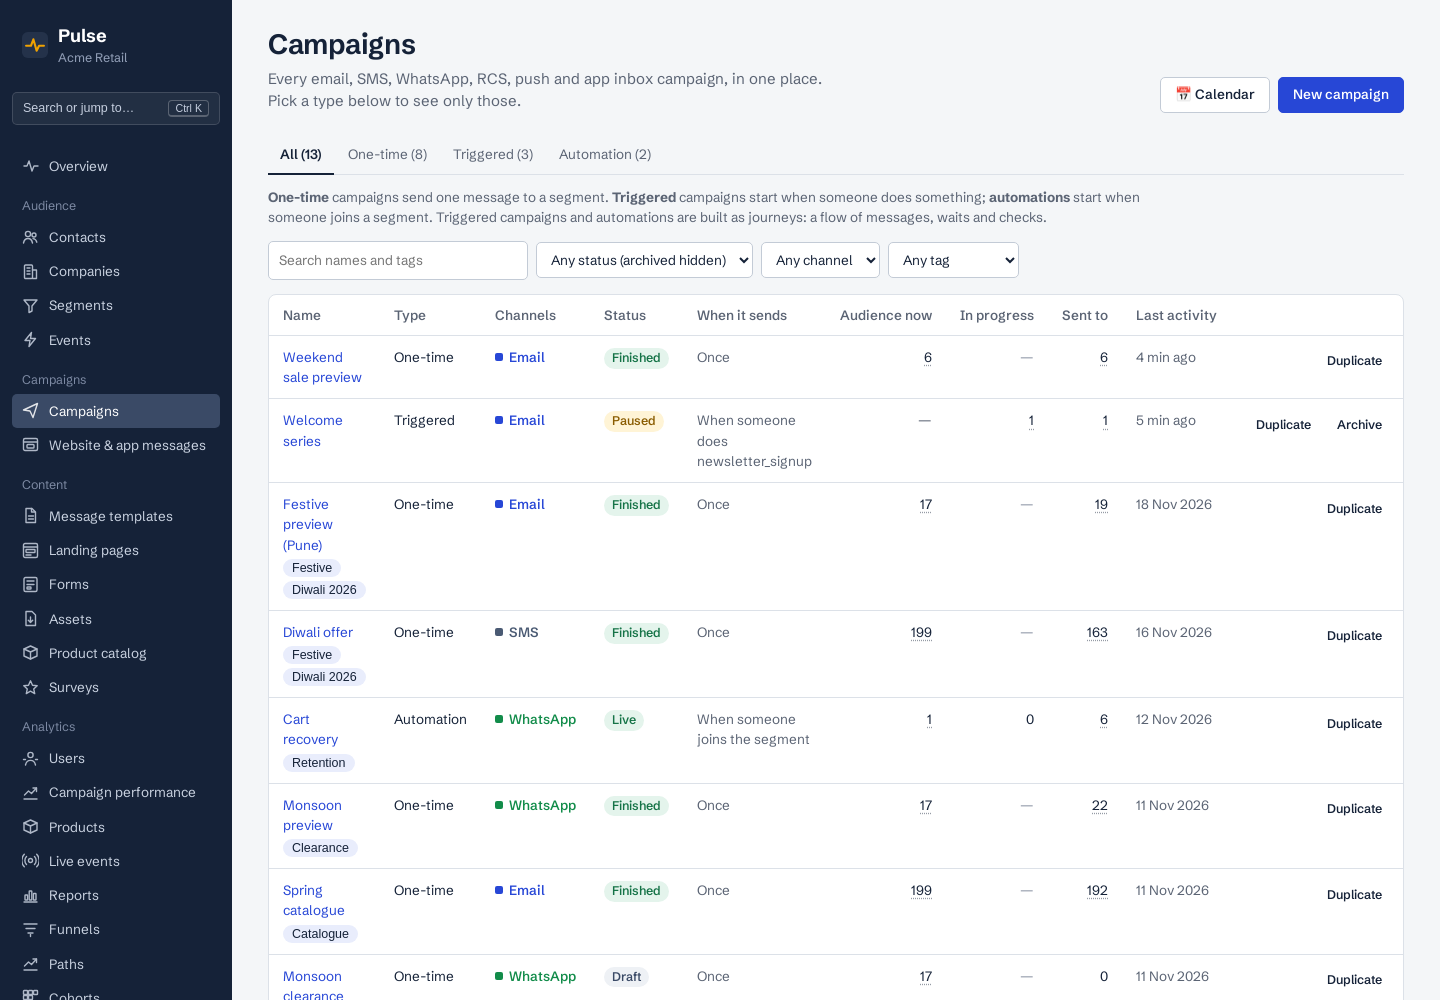 Pulse
Acme Retail
Search or jump to...
Ctrl K
Overview
Audience
Contacts
Companies
Segments
Events
Campaigns
Campaigns
Website & app messages
Content
Message templates
Landing pages
Forms
Assets
Product catalog
Surveys
Analytics
Users
Campaign performance
Products
Live events
Reports
Funnels
Paths
Cohorts
Campaigns
Every email, SMS, WhatsApp, RCS, push and app inbox campaign, in one place.
Pick a type below to see only those.
Calendar
New campaign
All (13) One-time (8) Triggered (3) Automation (2)
One-time campaigns send one message to a segment. Triggered campaigns start when someone does something; automations start when
someone joins a segment. Triggered campaigns and automations are built as journeys: a flow of messages, waits and checks.
Search names and tags
Any status (archived hidden)
Any channel
Any tag
Name Type Channels Status When it sends Audience now In progress Sent to Last activity
Weekend One-time Email Finished Once 6 — 6 4 min ago Duplicate
sale preview
Welcome Triggered Email Paused When someone — 1 1 5 min ago Duplicate Archive
series does
newsletter_signup
Festive One-time Email Finished Once 17 — 19 18 Nov 2026 Duplicate
preview
(Pune)
Festive
Diwali 2026
Diwali offer One-time SMS Finished Once 199 — 163 16 Nov 2026 Duplicate
Festive
Diwali 2026
Cart Automation WhatsApp Live When someone 1 0 6 12 Nov 2026 Duplicate
recovery joins the segment
Retention
Monsoon One-time WhatsApp Finished Once 17 — 22 11 Nov 2026 Duplicate
preview
Clearance
Spring One-time Email Finished Once 199 — 192 11 Nov 2026 Duplicate
catalogue
Catalogue
Monsoon One-time WhatsApp Draft Once 17 — 0 11 Nov 2026 Duplicate
clearance